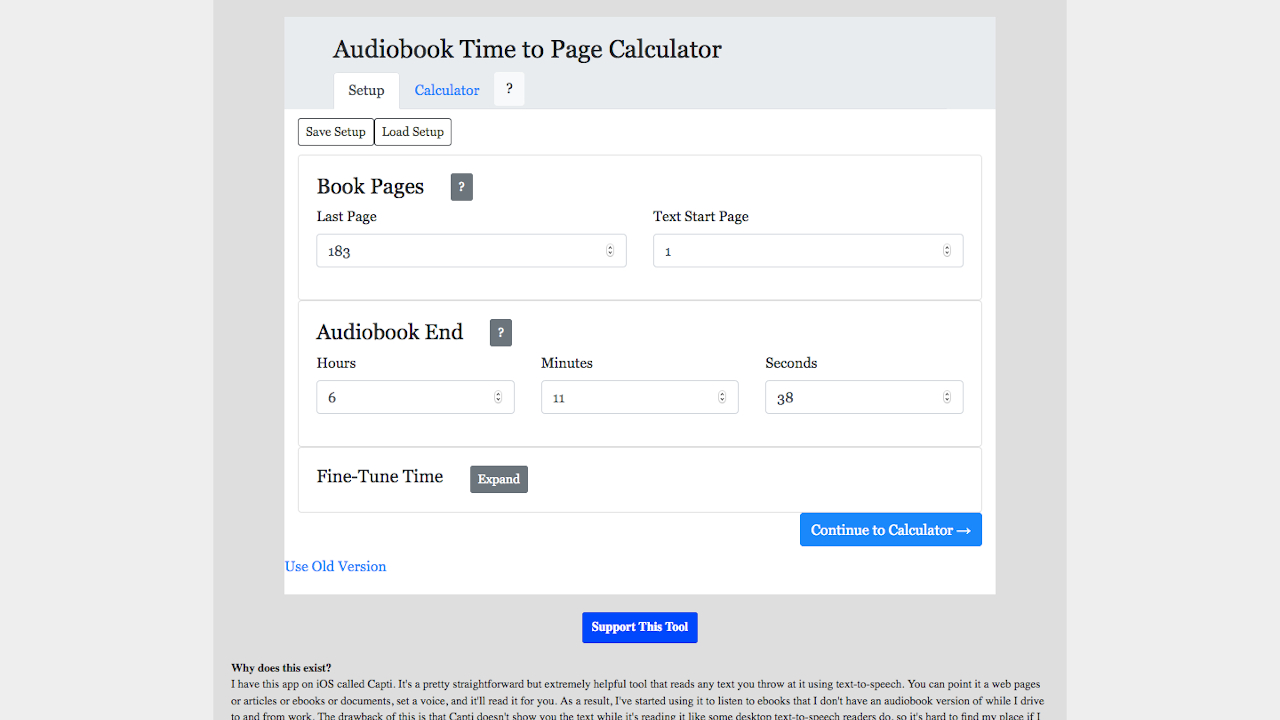 Audiobook Time to Page Calculator
Setup Calculator ?
Save Setup Load Setup
Book Pages ?
Last Page Text Start Page
183 1
Audiobook End ?
Hours Minutes Seconds
6 11 38
Fine-Tune Time Expand
Continue to Calculator →
Use Old Version
Support This Tool
Why does this exist?
I have this app on iOS called Capti. It's a pretty straightforward but extremely helpful tool that reads any text you throw at it using text-to-speech. You can point it a web pages
or articles or ebooks or documents, set a voice, and it'll read it for you. As a result, I've started using it to listen to ebooks that I don't have an audiobook version of while I drive
to and from work. The drawback of this is that Capti doesn't show you the text while it's reading it like some desktop text-to-speech readers do, so it's hard to find my place if I